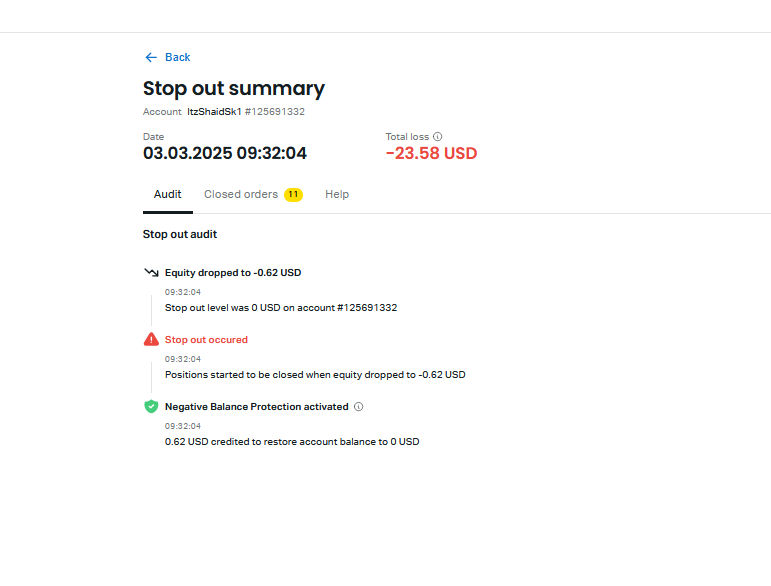 Back
Stop out summary
Account ItzShaidSk1 #125691332
Date Total loss
03.03.2025 09:32:04 -23.58 USD
Audit Closed orders 11 Help
Stop out audit
Equity dropped to -0.62 USD
09:32:04
Stop out level was 0 USD on account #125691332
Stop out occured
09:32:04
Positions started to be closed when equity dropped to -0.62 USD
Negative Balance Protection activated
09:32:04
0.62 USD credited to restore account balance to 0 USD